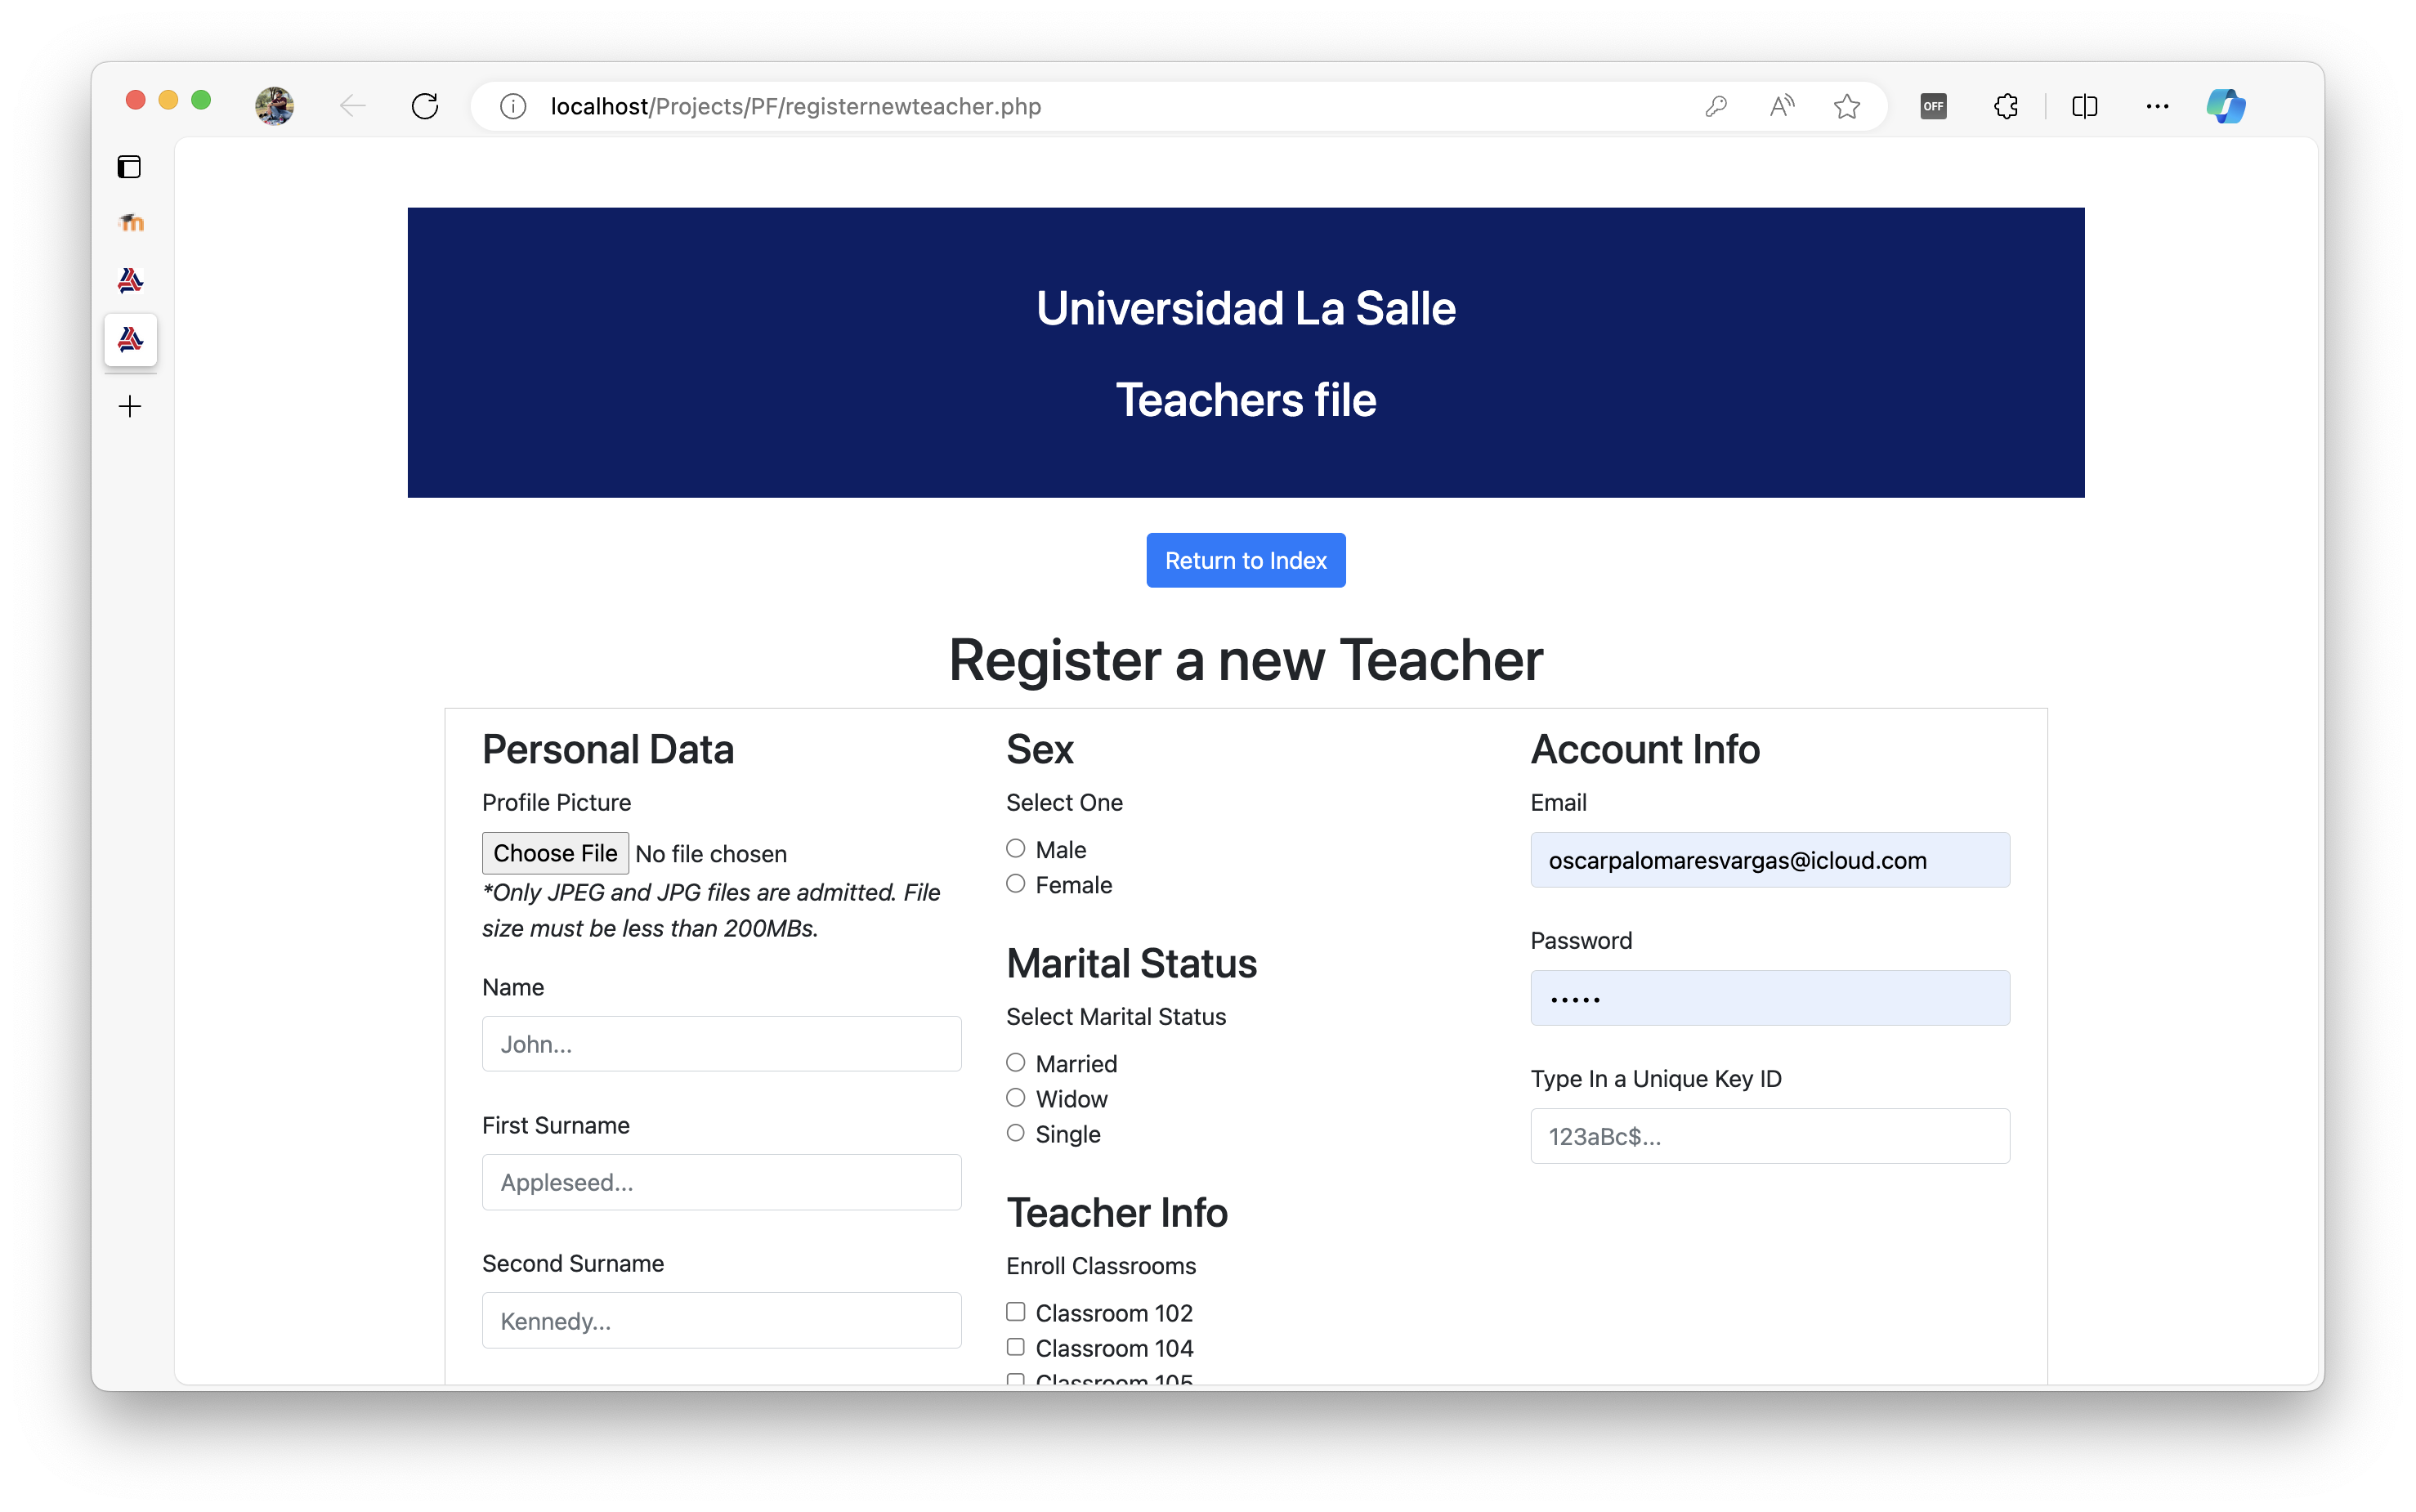 localhost/Projects/PF/registernewteacher.php
OFF
Universidad La Salle
Teachers file
Return to Index
Register a new Teacher
Personal Data
Profile Picture
Choose File No file chosen
*Only JPEG and JPG files are admitted. File
size must be less than 200MBs.
Name
John...
First Surname
Appleseed...
Second Surname
Kennedy...
Sex
Select One
Male
Female
Marital Status
Select Marital Status
Married
Widow
Single
Teacher Info
Enroll Classrooms
Classroom 102
Classroom 104
Classroom 105
Account Info
Email
oscarpalomaresvargas@icloud.com
Password
•••••
Type In a Unique Key ID
123aBc$...